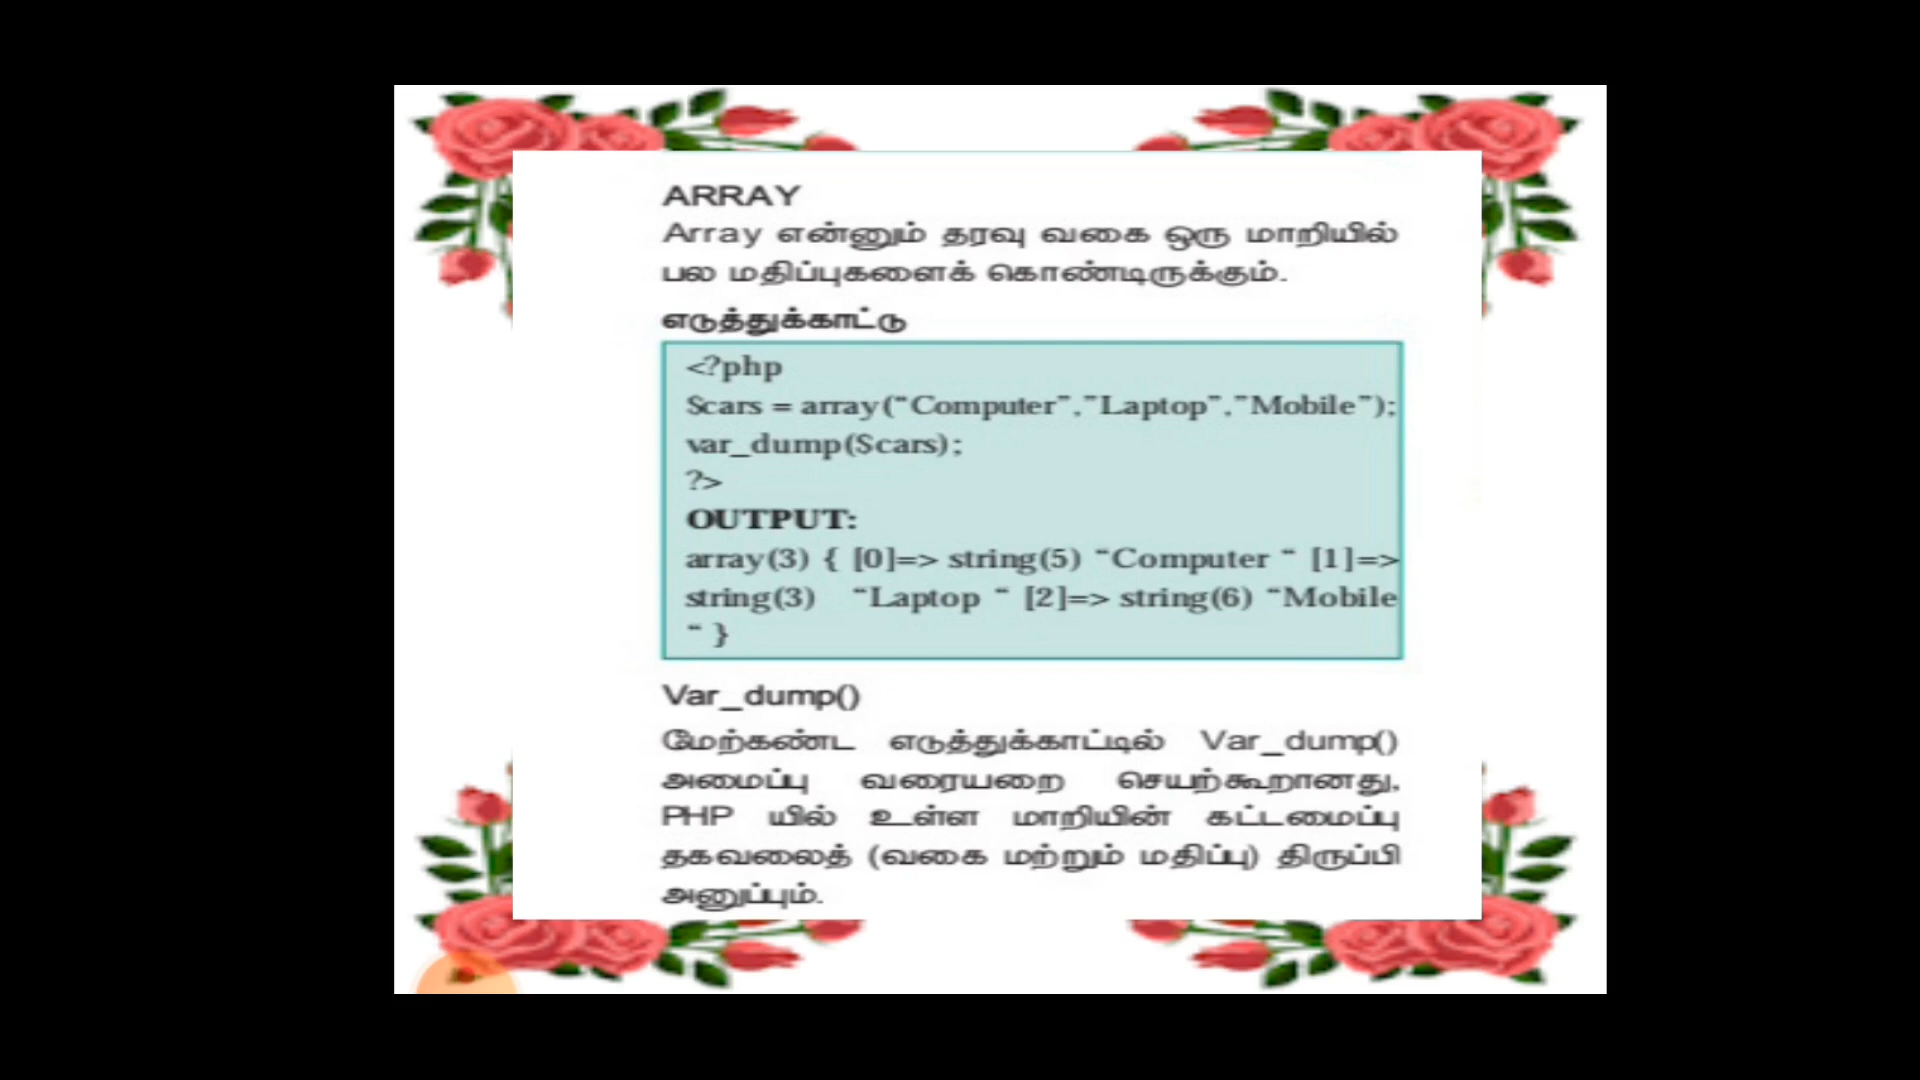 ARRAY
Array என்னும் தரவு வகை ஒரு மாறியில்
பல மதிப்புகளைக் கொண்டிருக்கும்.
எடுத்துக்காட்டு
<?php
$cars = array(“Computer”,”Laptop”,”Mobile”);
var_dump($cars);
?>
OUTPUT:
array(3) { [0]=> string(5) “Computer “ [1]=>
string(3) “Laptop “ [2]=> string(6) “Mobile
“ }
Var_dump()
மேற்கண்ட எடுத்துக்காட்டில் Var_dump()
அமைப்பு வரையறை செயற்கூறானது,
PHP யில் உள்ள மாறியின் கட்டமைப்பு
தகவலைத் (வகை மற்றும் மதிப்பு) திருப்பி
அனுப்பும்.